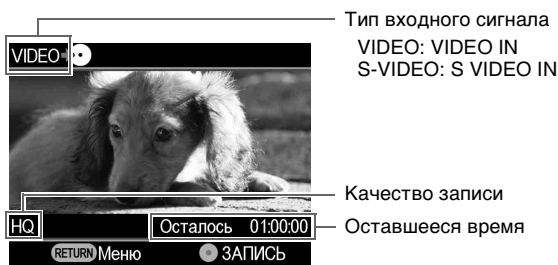 Тип входного сигнала
VIDEO: VIDEO IN
S-VIDEO: S VIDEO IN
VIDEO
Качество записи
HQ
Осталось 01:00:00
Оставшееся время
RETURN Меню
ЗАПИСЬ